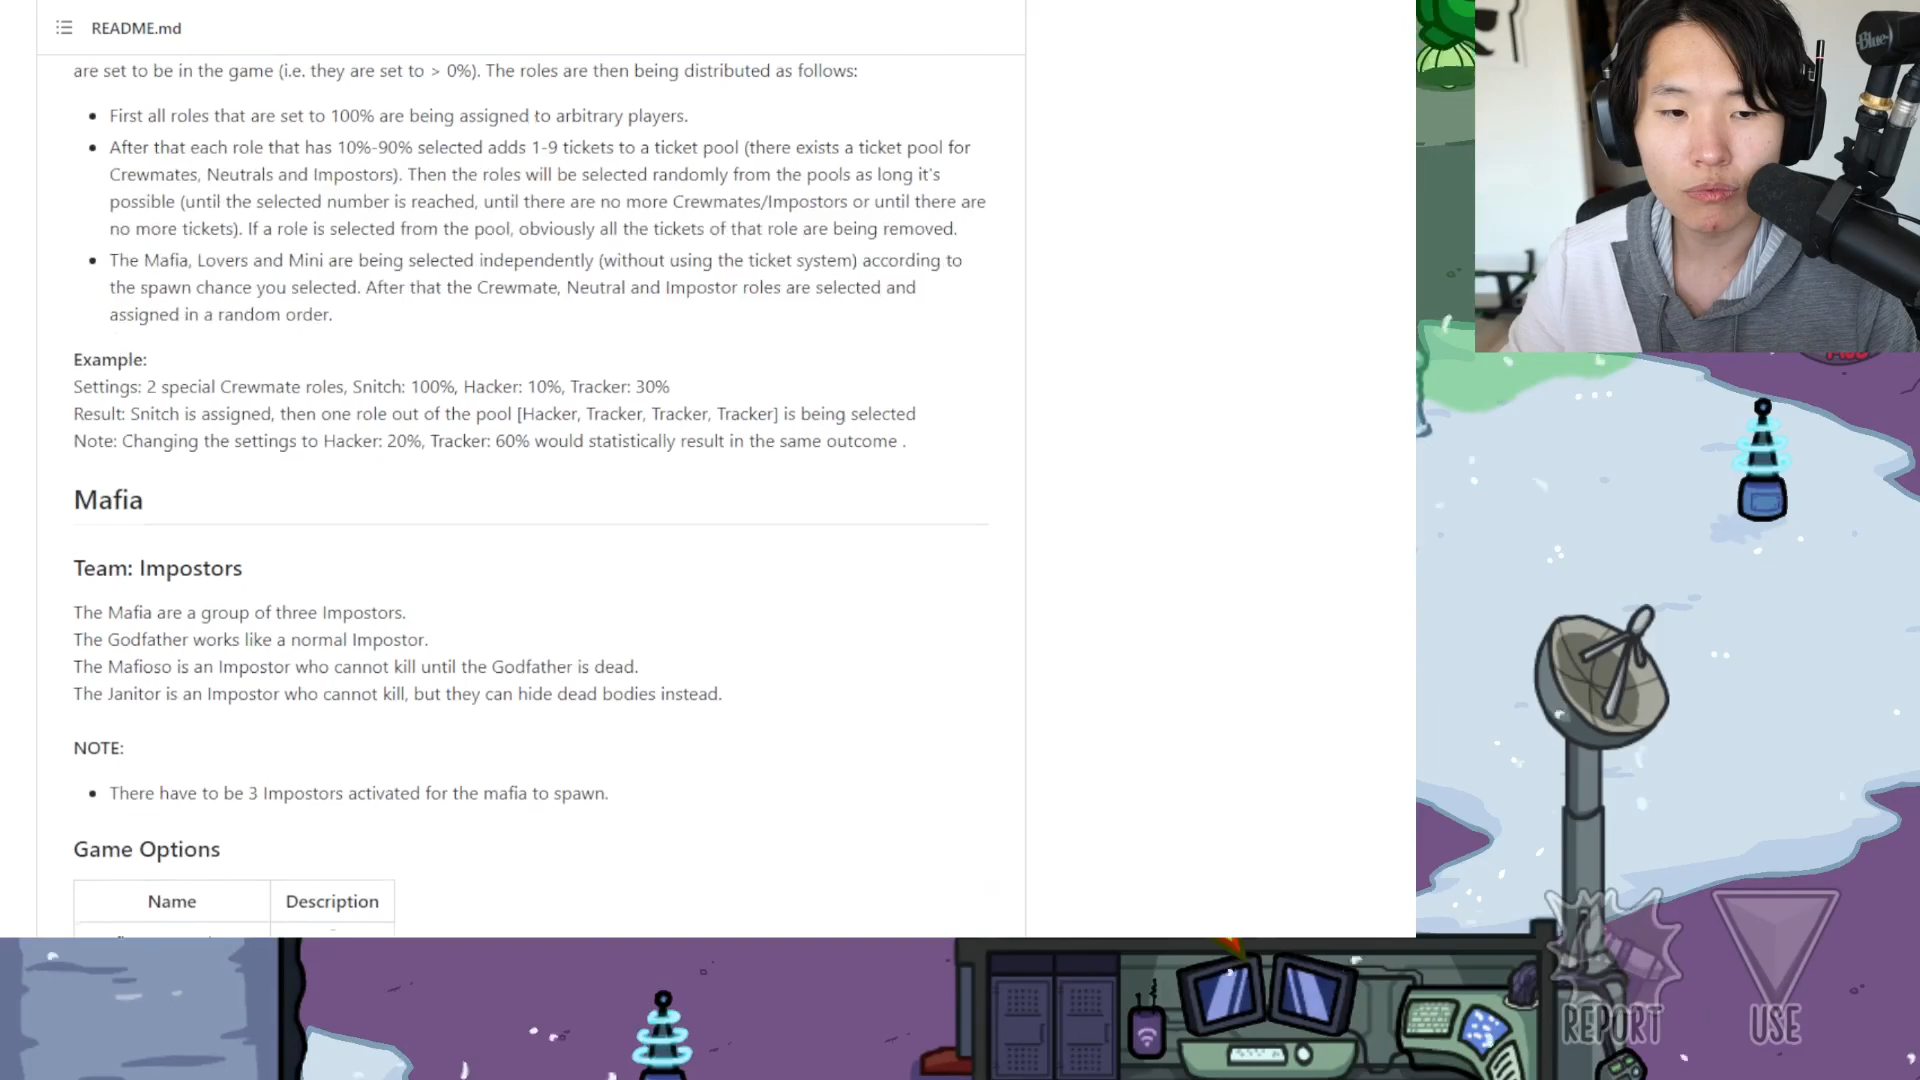 README.md
are set to be in the game (i.e. they are set to > 0%). The roles are then being distributed as follows:
First all roles that are set to 100% are being assigned to arbitrary players.
After that each role that has 10%-90% selected adds 1-9 tickets to a ticket pool (there exists a ticket pool for
Crewmates, Neutrals and Impostors). Then the roles will be selected randomly from the pools as long it's
possible (until the selected number is reached, until there are no more Crewmates/Impostors or until there are
no more tickets). If a role is selected from the pool, obviously all the tickets of that role are being removed.
The Mafia, Lovers and Mini are being selected independently (without using the ticket system) according to
the spawn chance you selected. After that the Crewmate, Neutral and Impostor roles are selected and
assigned in a random order.
Example:
Settings: 2 special Crewmate roles, Snitch: 100%, Hacker: 10%, Tracker: 30%
Result: Snitch is assigned, then one role out of the pool [Hacker, Tracker, Tracker, Tracker] is being selected
Note: Changing the settings to Hacker: 20%, Tracker: 60% would statistically result in the same outcome .
Mafia
Team: Impostors
The Mafia are a group of three Impostors.
The Godfather works like a normal Impostor.
The Mafioso is an Impostor who cannot kill until the Godfather is dead.
The Janitor is an Impostor who cannot kill, but they can hide dead bodies instead.
NOTE:
There have to be 3 Impostors activated for the mafia to spawn.
Game Options
Name Description
Blue
REPORT
USE